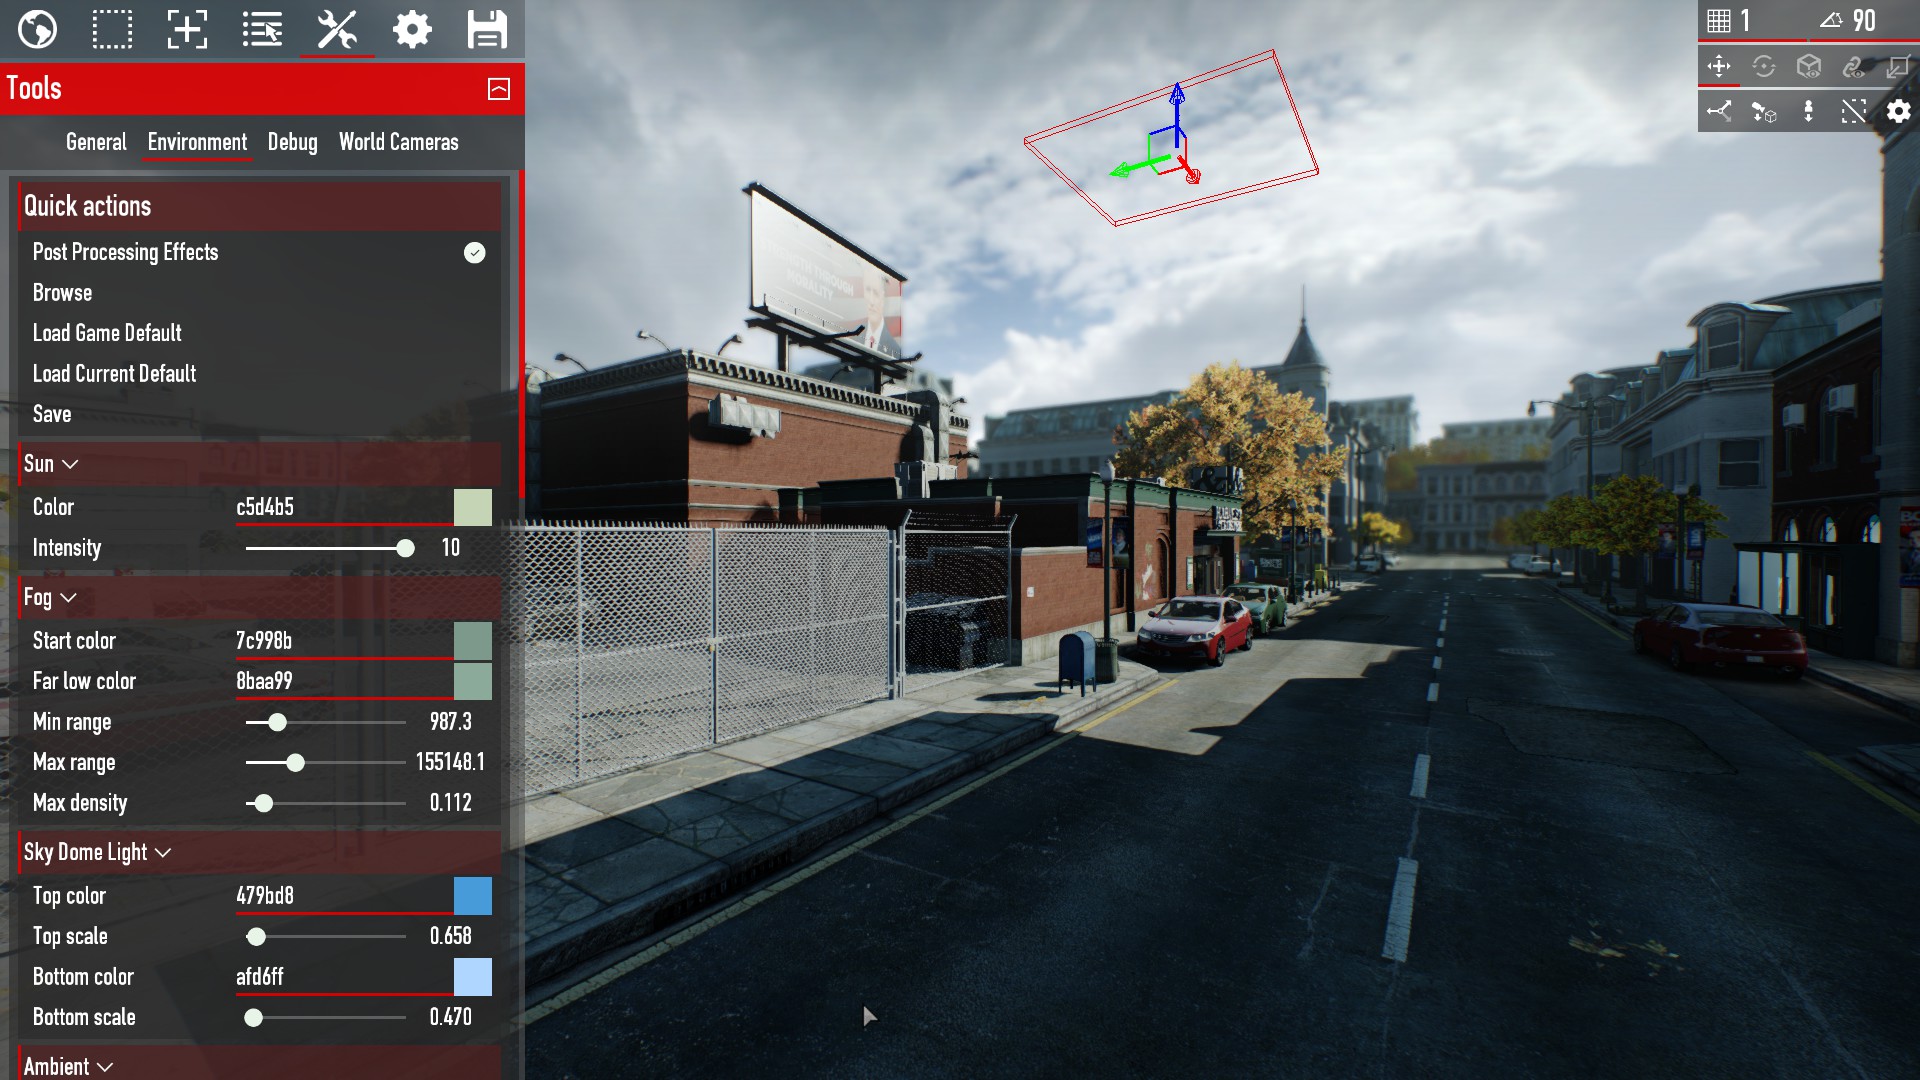 1
90
Tools
General Environment Debug World Cameras
Quick actions
Post Processing Effects
Browse
Load Game Default
Load Current Default
Save
Sun
Color c5d4b5
Intensity 10
Fog
Start color 7c998b
Far low color 8baa99
Min range 987.3
Max range 155148.1
Max density 0.112
Sky Dome Light
Top color 479bd8
Top scale 0.658
Bottom color afd6ff
Bottom scale 0.470
Ambient
THROUGH
MORALITY